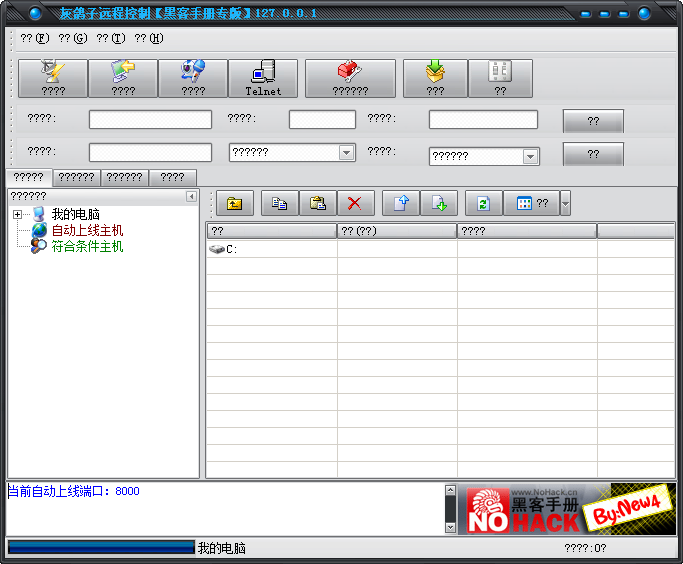 灰鸽子远程控制【黑客手册专版】127.0.0.1
??(F) ??(G) ??(T) ??(H)
???? ???? ???? Telnet ?????? ??? ??
????: ????: ????: ??
????: ?????? ????: ?????? ??
????? ?????? ?????? ????
??????
我的电脑
自动上线主机
符合条件主机
??
?? ??(??) ????
C:
当前自动上线端口: 8000
www.NoHack.cn
黑客手册
NO HACK
By:New4
我的电脑 ????:0?